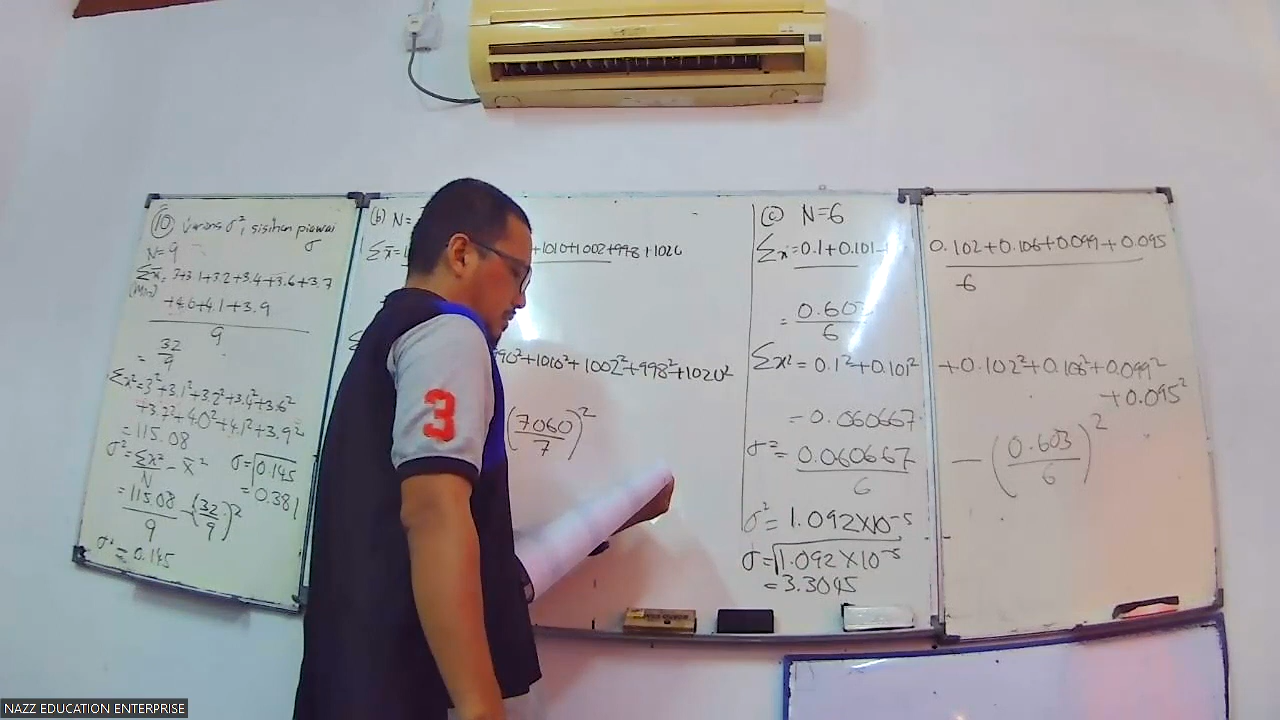 (10) Varians σ², sisihan piawai
N=9
Σx = 3+3.1+3.2+3.4+3.6+3.7
(Min)
+4.0+4.1+3.9
9
= 32/9
Σx²=3²+3.1²+3.2²+3.4²+3.6²
+3.7²+4.0²+4.1²+3.9²
=115.08
σ²= Σx²/N - x̄²
= 115.08/9 - (32/9)²
σ²=0.145
σ=√0.145
=0.381
(b) N=
Σx̄=
+1010+1002+998+1020
990²+1010²+1002²+998²+1020²
(7060/7)²
(c) N=6
Σx=0.1+0.101+ 0.102+0.106+0.099+0.095
6
= 0.603/6
Σx²=0.1²+0.101² +0.102²+0.106²+0.099²
+0.095²
=0.060667
σ²= 0.060667/6 - (0.603/6)²
σ²=1.092×10⁻⁵
σ=√1.092×10⁻⁵
=3.3045
3
NAZZ EDUCATION ENTERPRISE